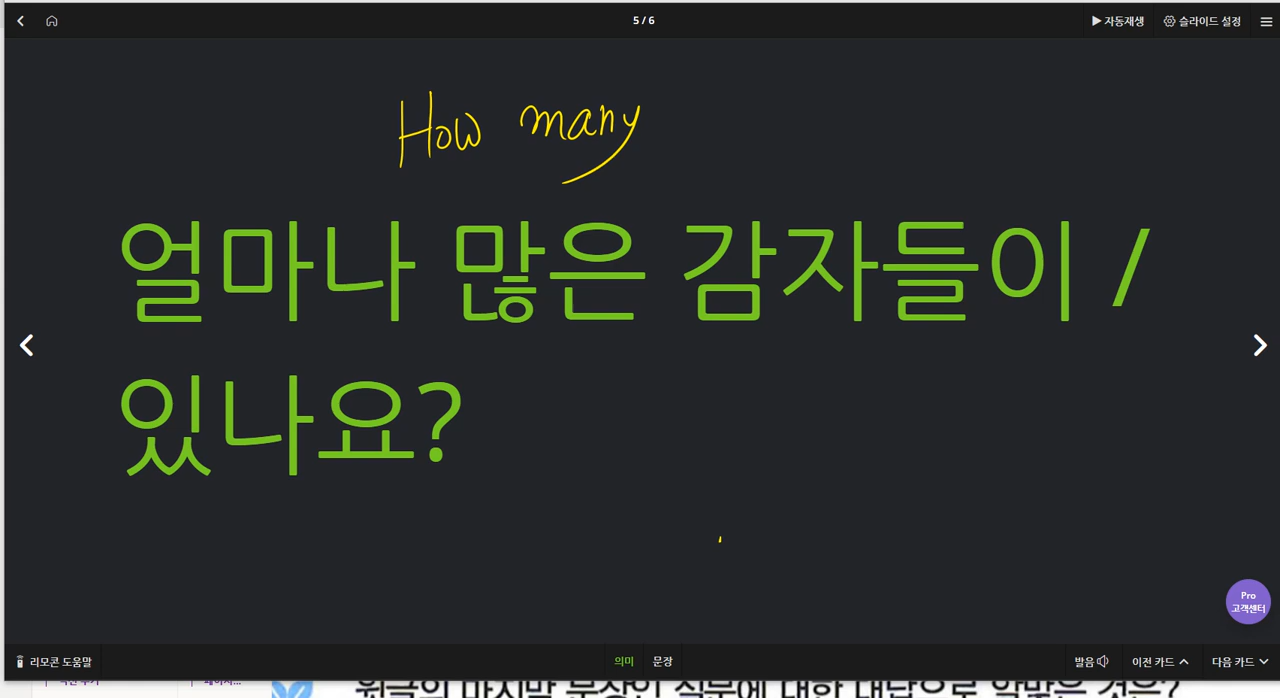 5 / 6
자동재생
슬라이드 설정
How many
얼마나 많은 감자들이 /
있나요?
Pro
고객센터
리모콘 도움말
의미
문장
발음
이전 카드
다음 카드